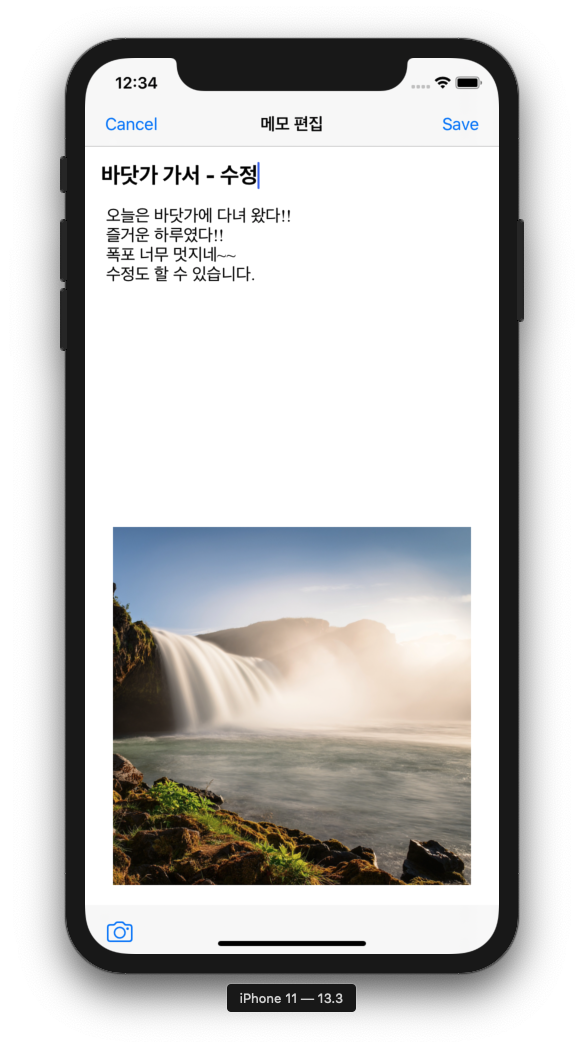 12:34
Cancel
메모 편집
Save
바닷가 가서 - 수정
오늘은 바닷가에 다녀 왔다!!
즐거운 하루였다!!
폭포 너무 멋지네~~
수정도 할 수 있습니다.
iPhone 11 — 13.3